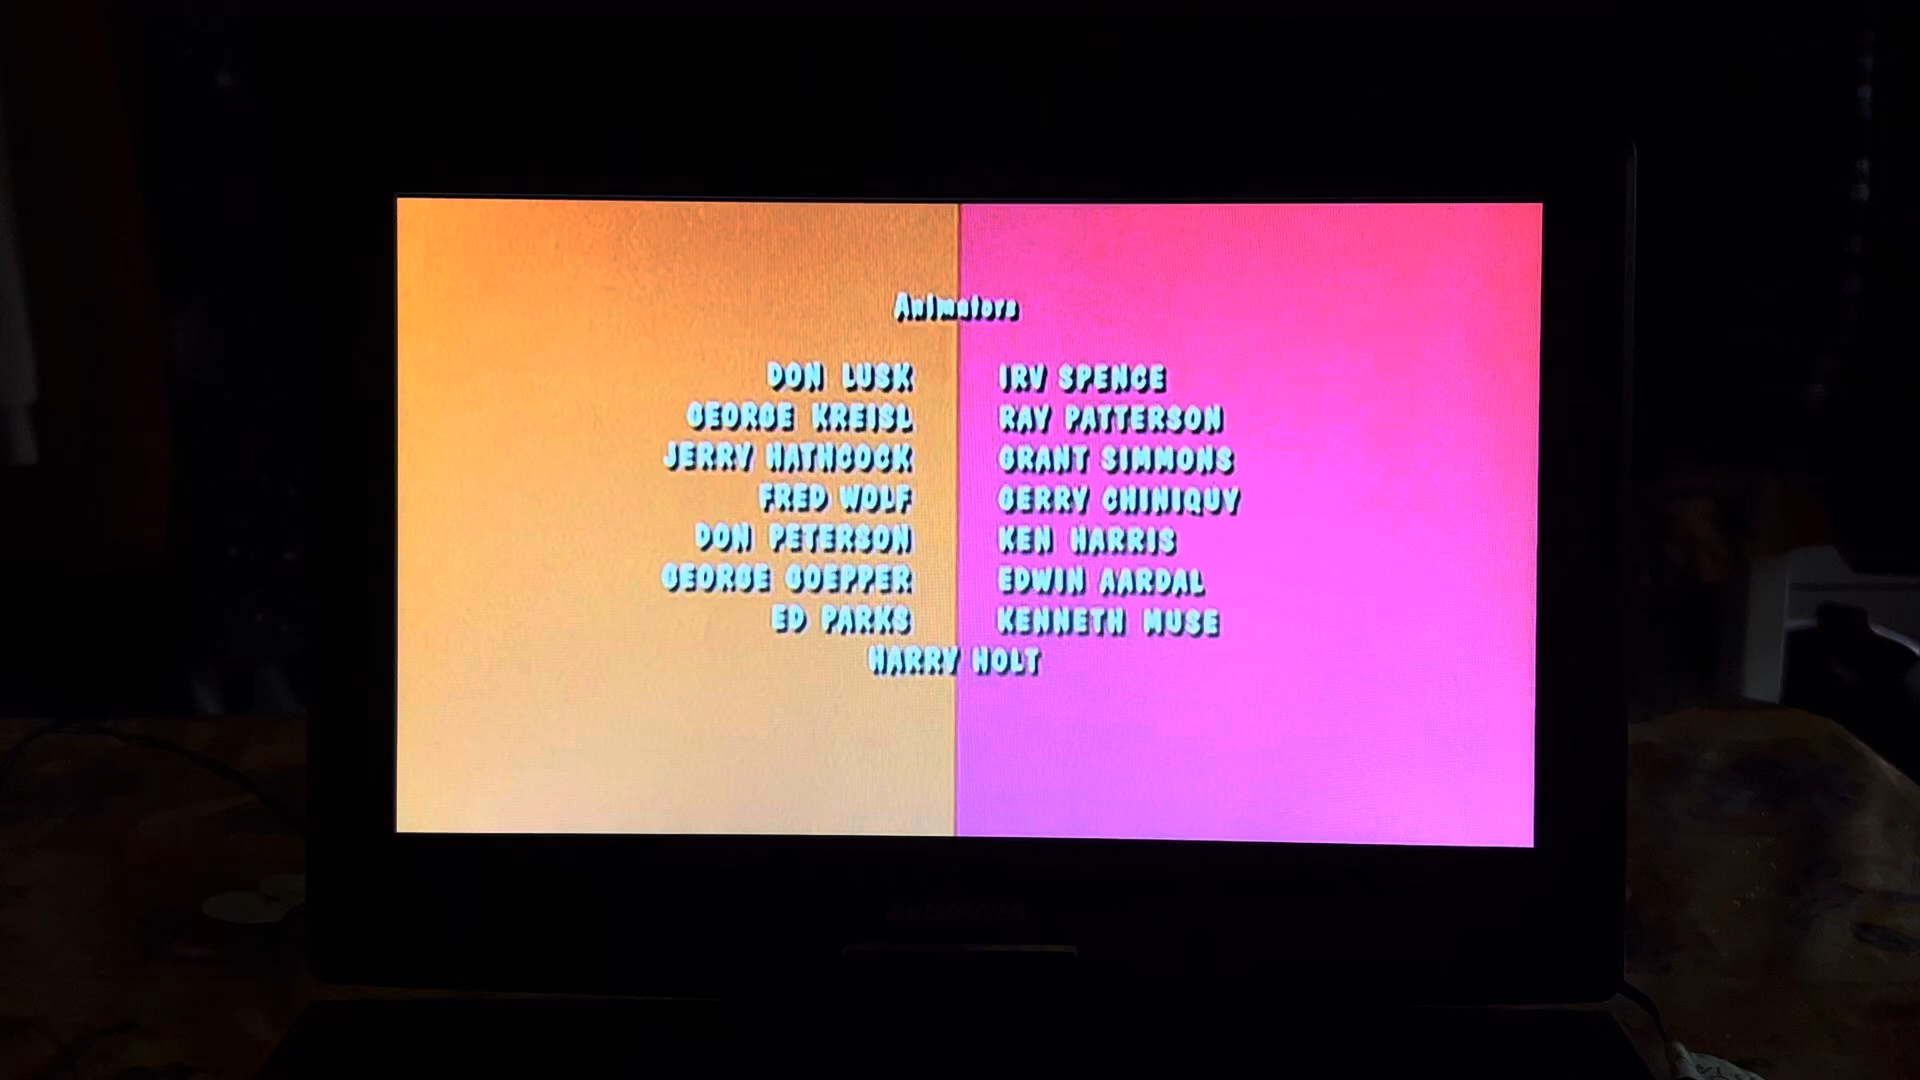 Animators
DON LUSK IRV SPENCE
GEORGE KREISL RAY PATTERSON
JERRY HATHCOCK GRANT SIMMONS
FRED WOLF GERRY CHINIQUY
DON PETERSON KEN HARRIS
GEORGE GOEPPER EDWIN AARDAL
ED PARKS KENNETH MUSE
HARRY HOLT
SYLVANIA